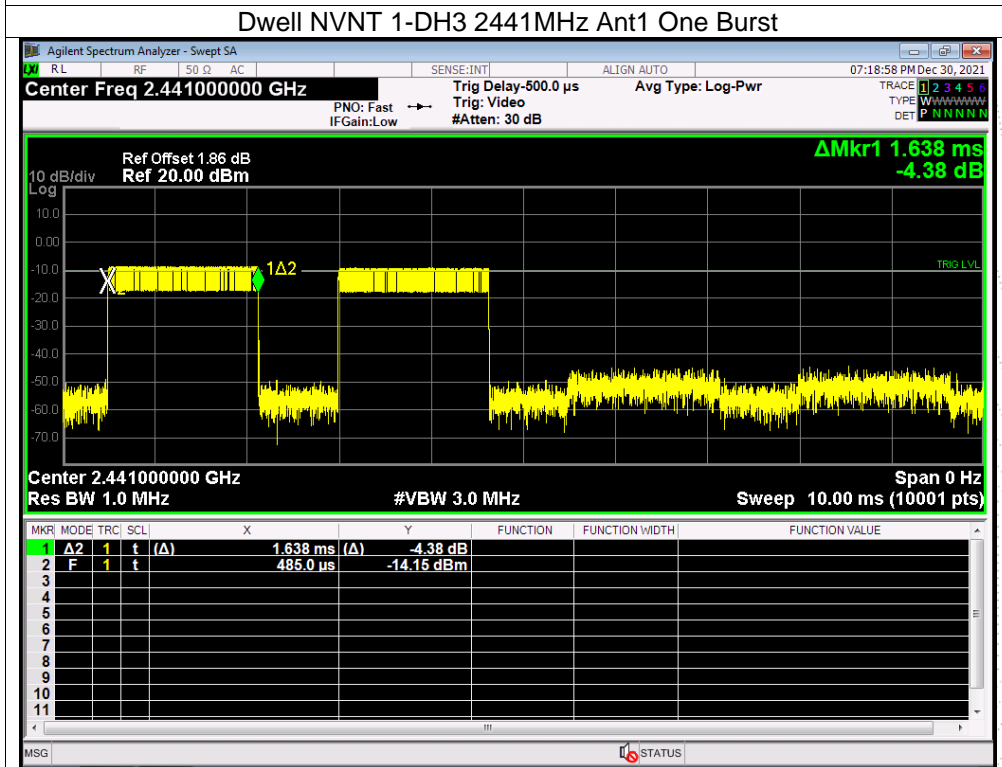 Dwell NVNT 1-DH3 2441MHz Ant1 One Burst
Agilent Spectrum Analyzer - Swept SA
LXI RL RF 50 Ω AC SENSE:INT ALIGN AUTO 07:18:58 PM Dec 30, 2021
Center Freq 2.441000000 GHz
PNO: Fast
IFGain:Low
Trig Delay-500.0 µs
Trig: Video
#Atten: 30 dB
Avg Type: Log-Pwr
TRACE 1 2 3 4 5 6
TYPE WWWWWWW
DET P N N N N N
ΔMkr1 1.638 ms
-4.38 dB
Ref Offset 1.86 dB
10 dB/div Ref 20.00 dBm
Log
10.0
0.00
-10.0
-20.0
-30.0
-40.0
-50.0
-60.0
-70.0
1Δ2
2
TRIG LVL
Center 2.441000000 GHz Span 0 Hz
Res BW 1.0 MHz #VBW 3.0 MHz Sweep 10.00 ms (10001 pts)
MKR MODE TRC SCL X Y FUNCTION FUNCTION WIDTH FUNCTION VALUE
1 Δ2 1 t (Δ) 1.638 ms (Δ) -4.38 dB
2 F 1 t 485.0 µs -14.15 dBm
3
4
5
6
7
8
9
10
11
MSG STATUS